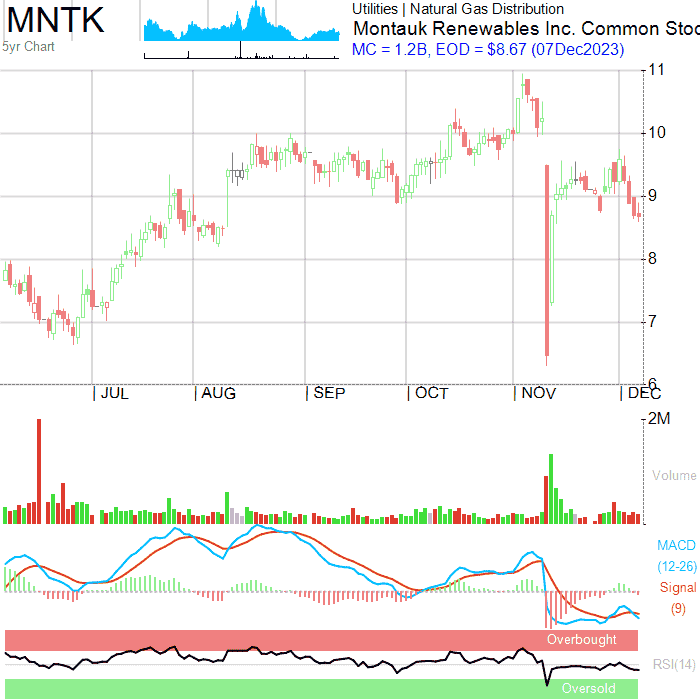 MNTK
5yr Chart
Utilities | Natural Gas Distribution
Montauk Renewables Inc. Common Stoc
MC = 1.2B, EOD = $8.67 (07Dec2023)
11
10
9
8
7
6
| JUL | AUG | SEP | OCT | NOV | DEC
2M
Volume
MACD
(12-26)
Signal
(9)
Overbought
RSI(14)
Oversold